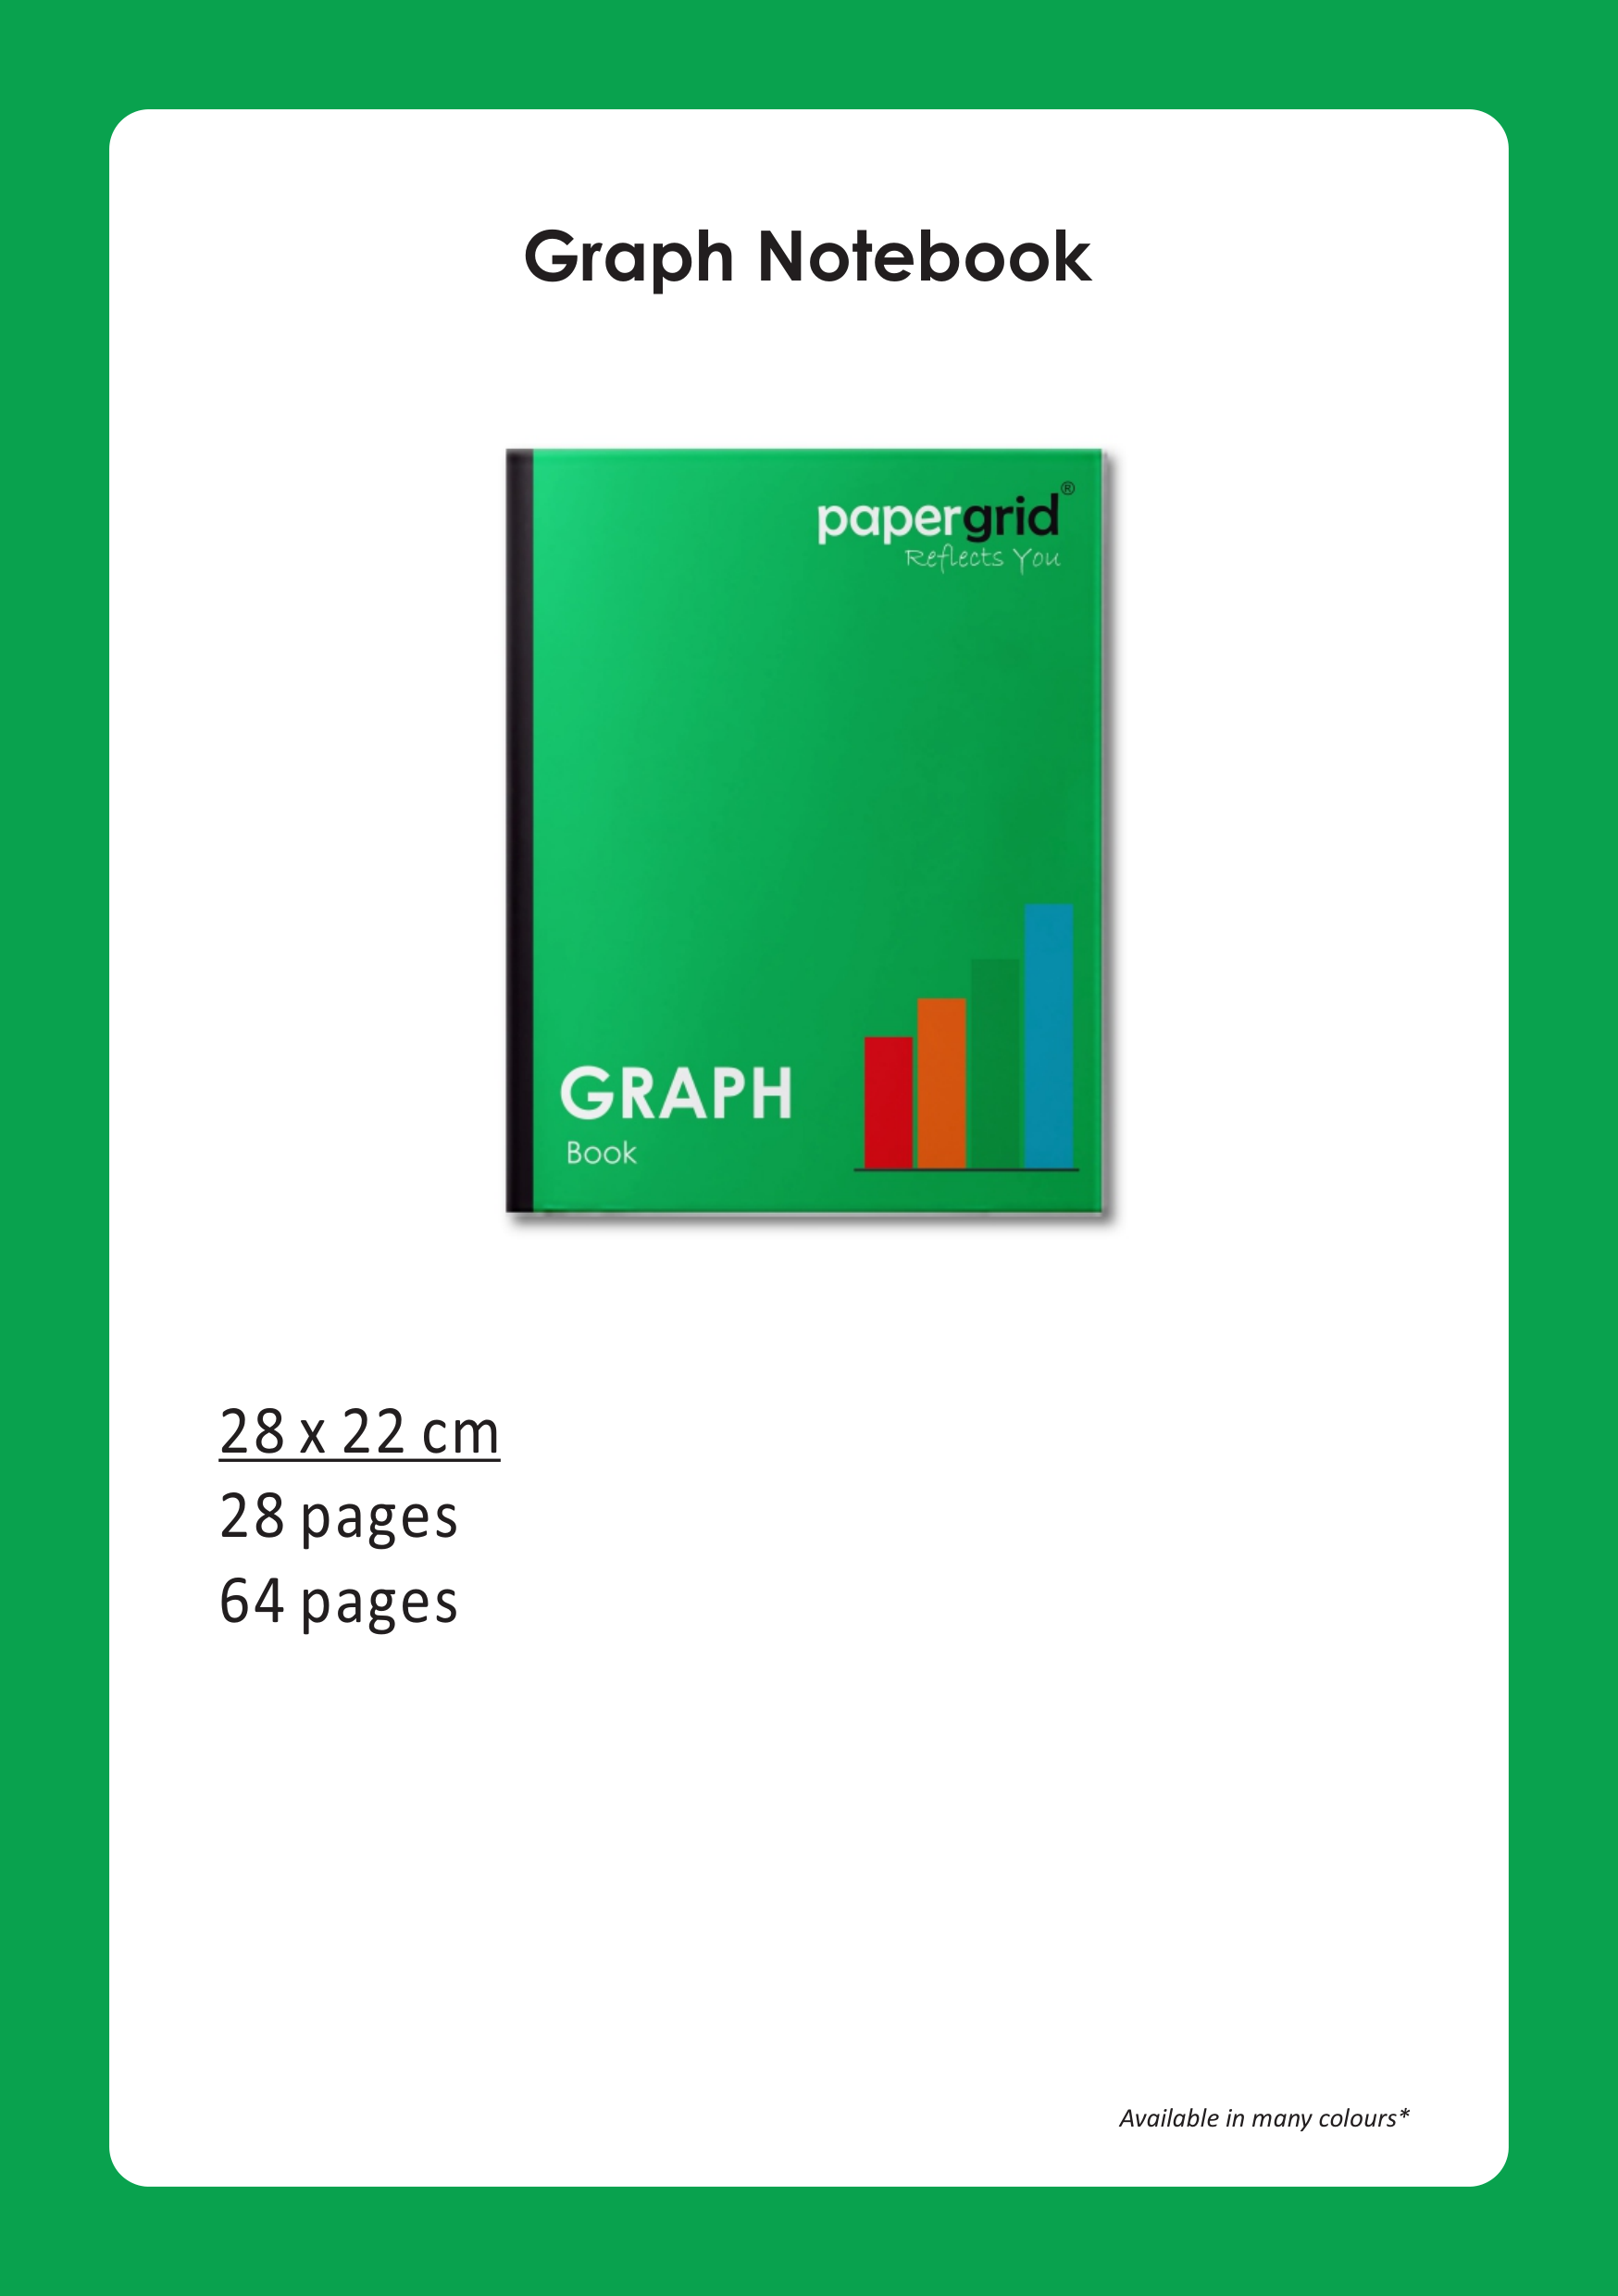 Graph Notebook
papergrid®
Reflects You
GRAPH
Book
28 x 22 cm
28 pages
64 pages
Available in many colours*